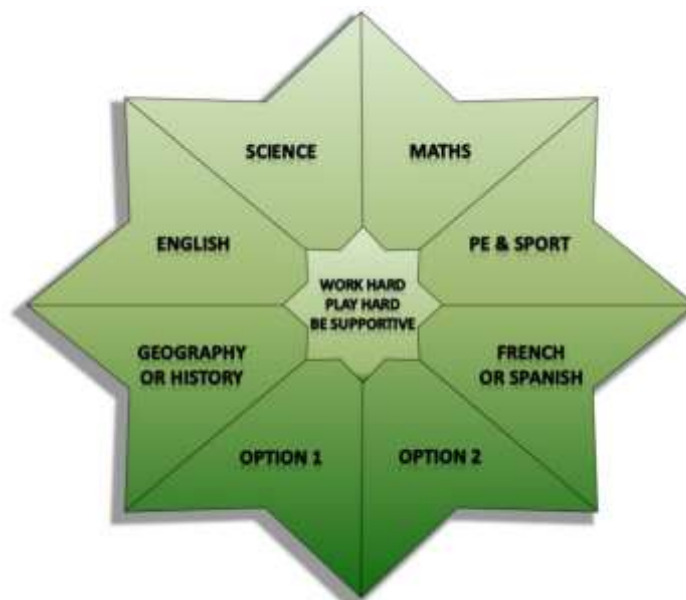 SCIENCE
MATHS
ENGLISH
PE & SPORT
WORK HARD
PLAY HARD
BE SUPPORTIVE
GEOGRAPHY
OR HISTORY
FRENCH
OR SPANISH
OPTION 1
OPTION 2